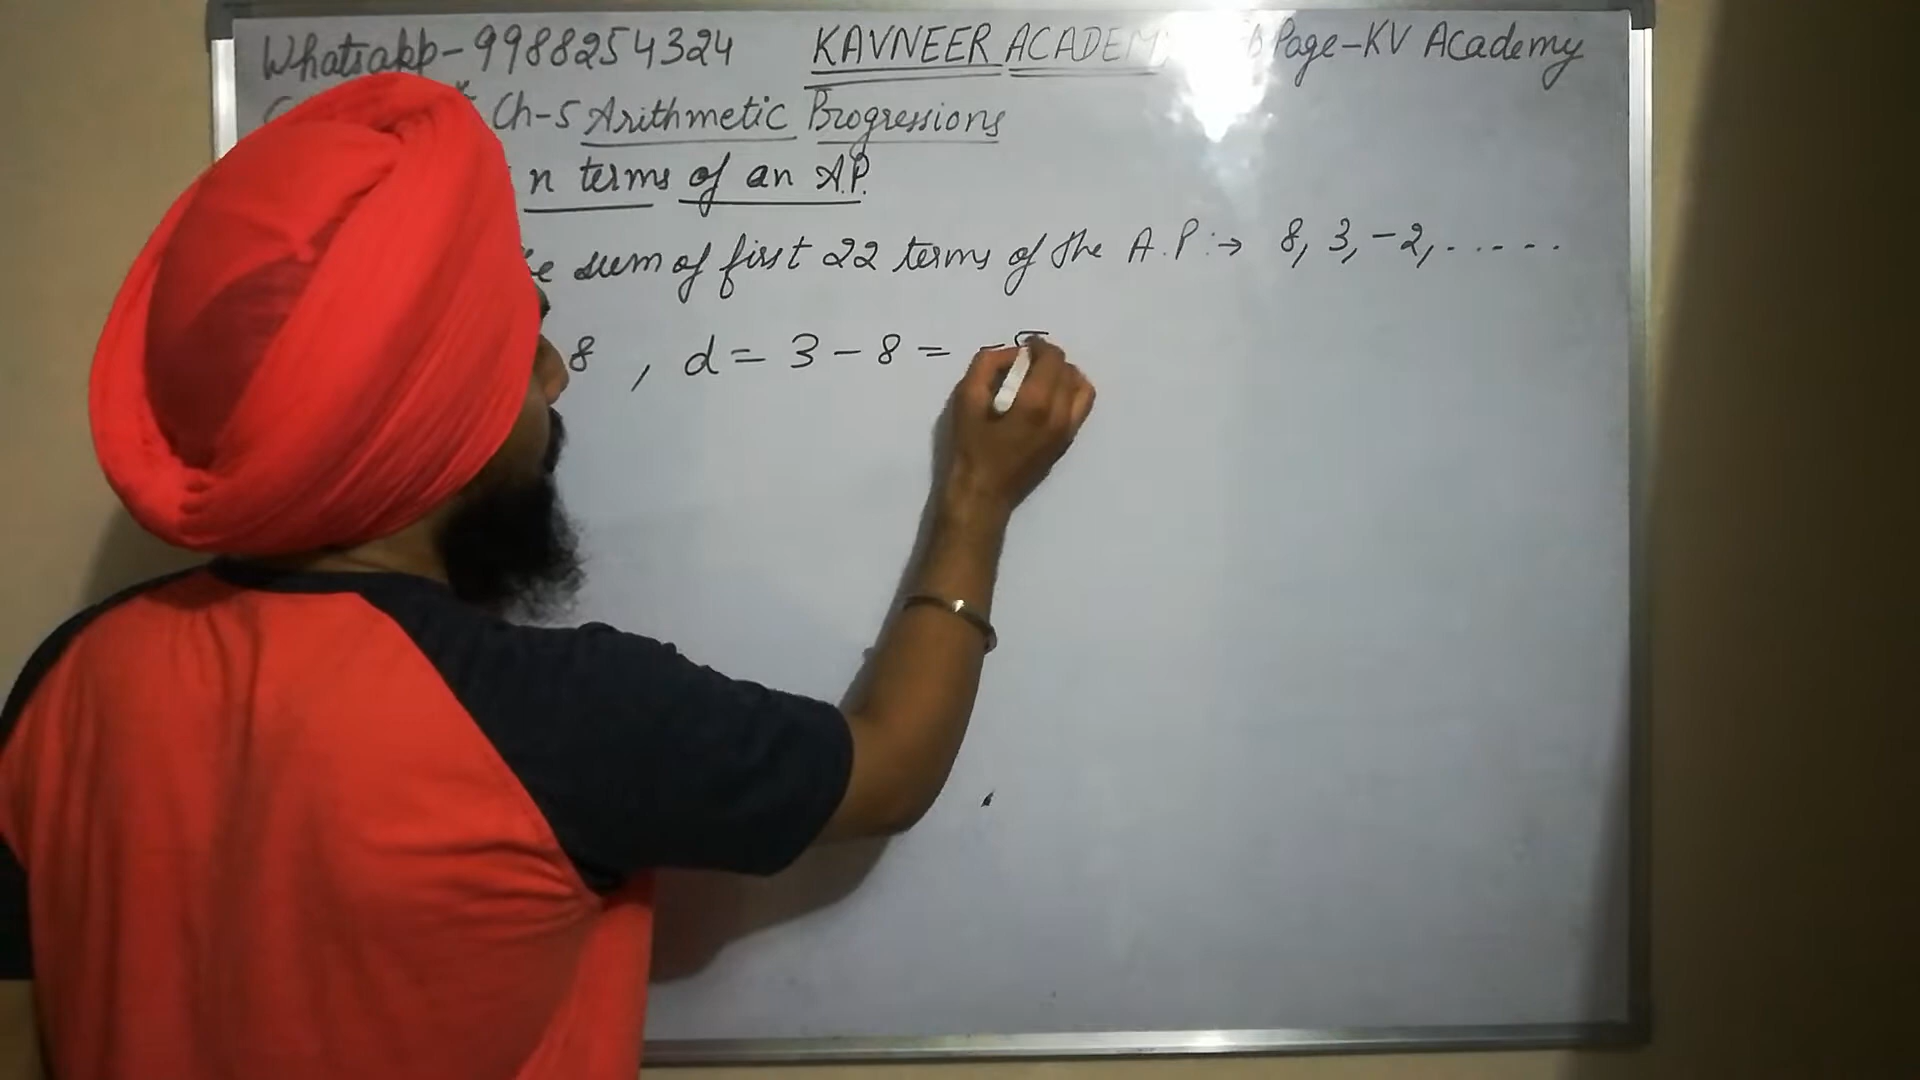 Whatsapp-9988254324 KAVNEER ACADEM Page-KV Academy
Ch-5 Arithmetic Progressions
n terms of an A.P.
sum of first 22 terms of the A.P:→ 8, 3, -2, .....
8 , d = 3 - 8 = -5